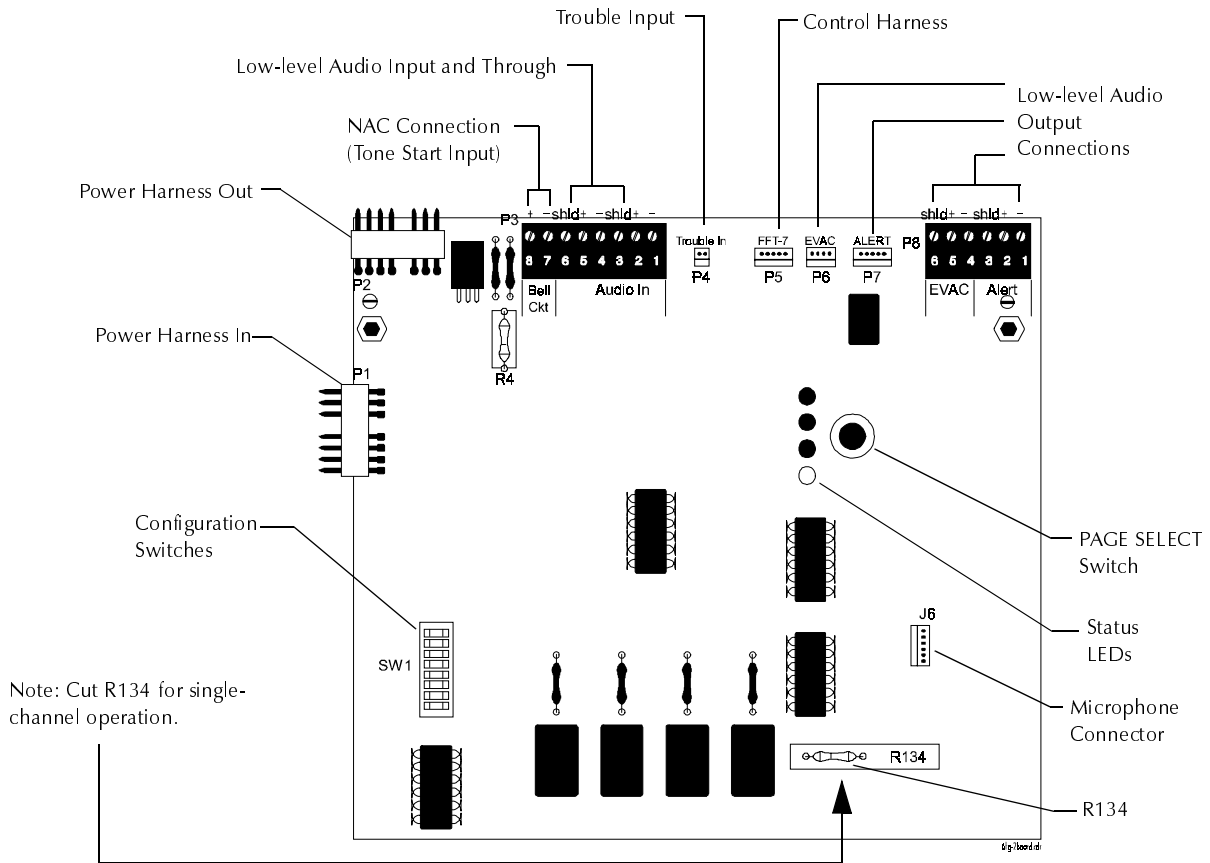 Trouble Input
Control Harness
Low-level Audio Input and Through
Low-level Audio
Output
Connections
NAC Connection
(Tone Start Input)
Power Harness Out
P3
+ − shld + − shld + −
Trouble In
FFT-7
EVAC
ALERT
P8
shld + − shld + −
8 7 6 5 4 3 2 1
P4
P5
P6
P7
6 5 4 3 2 1
P2
Bell
Ckt
Audio In
EVAC
Alert
Power Harness In
P1
R4
Configuration
Switches
PAGE SELECT
Switch
J6
Status
LEDs
SW1
Note: Cut R134 for single-
channel operation.
Microphone
Connector
R134
R134